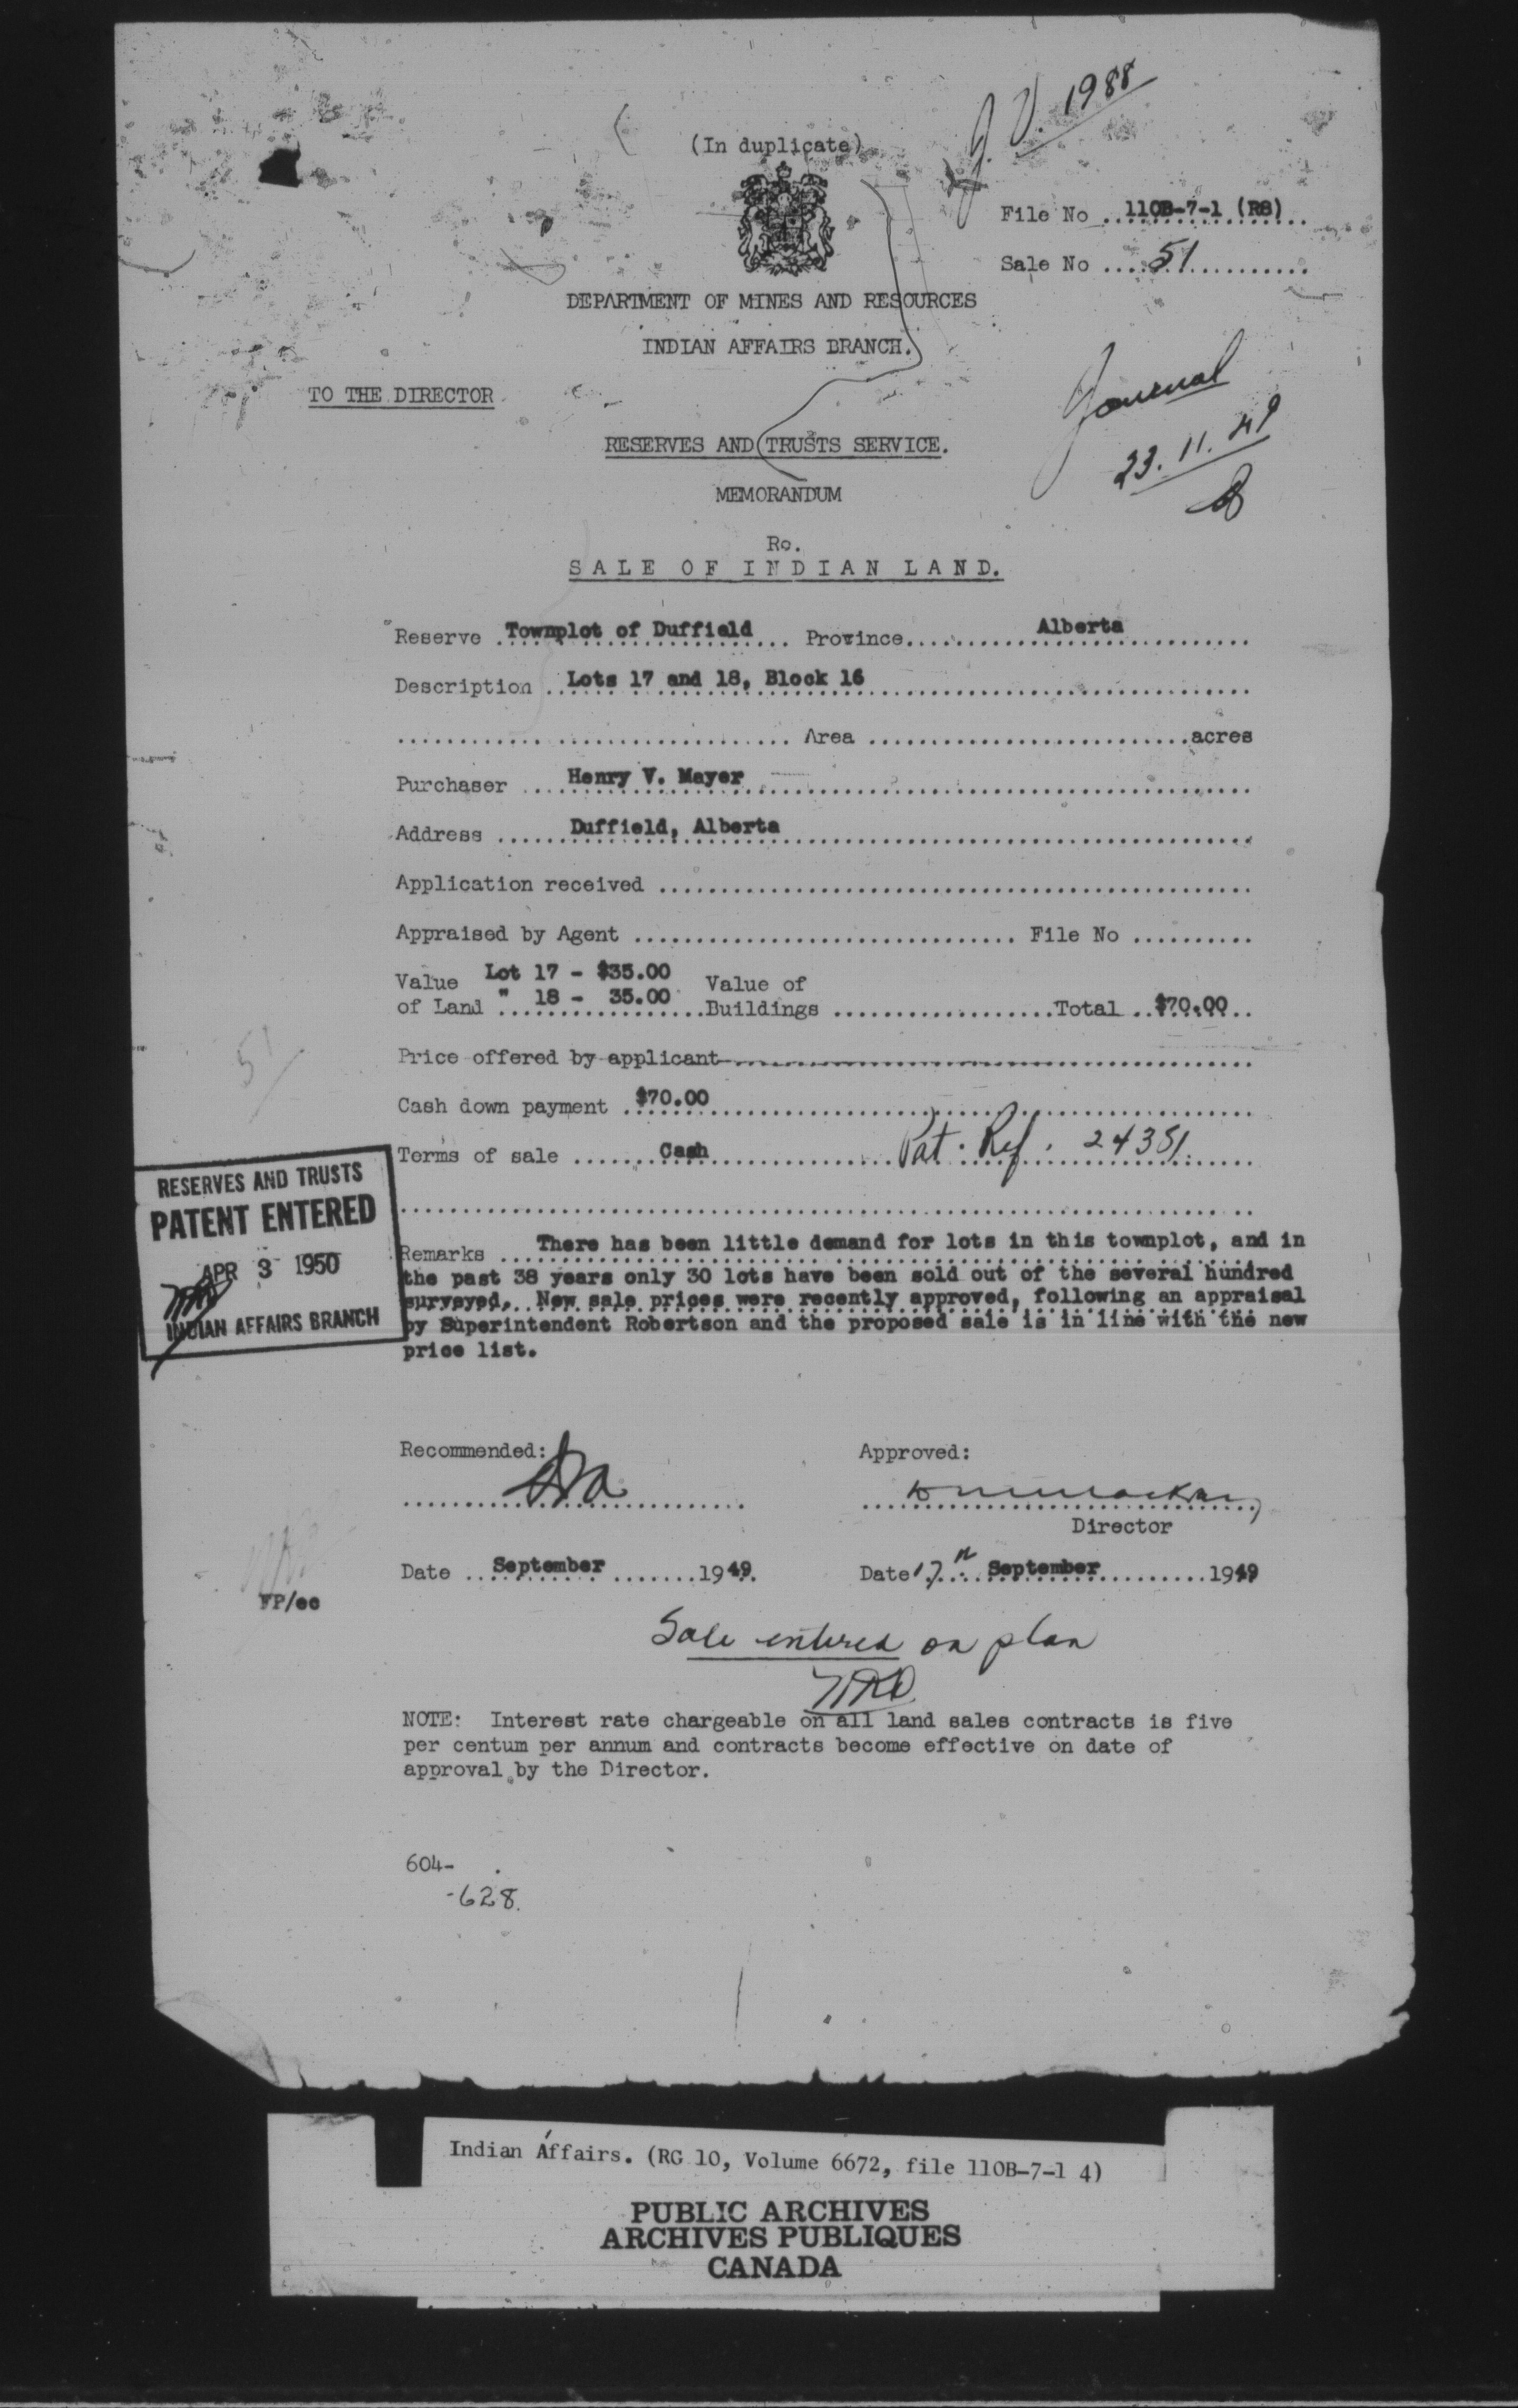 J.V. 1988
(In duplicate)
File No ...110B-7-1 (R8)...
Sale No ....51................
DEPARTMENT OF MINES AND RESOURCES
INDIAN AFFAIRS BRANCH.
TO THE DIRECTOR
Journal
23.11.49
RESERVES AND TRUSTS SERVICE.
MEMORANDUM
Re.
SALE OF INDIAN LAND.
Reserve Townplot of Duffield Province Alberta
Description Lots 17 and 18, Block 16
Area acres
Purchaser Henry V. Mayer
Address Duffield, Alberta
Application received
Appraised by Agent File No
Value Lot 17 - $35.00 Value of
of Land " 18 - 35.00 Buildings Total $70.00
Price offered by applicant
51
Cash down payment $70.00
Terms of sale Cash Pat. Ref. 24351
RESERVES AND TRUSTS
PATENT ENTERED
APR 3 1950
INDIAN AFFAIRS BRANCH
Remarks There has been little demand for lots in this townplot, and in
the past 38 years only 30 lots have been sold out of the several hundred
surveyed. New sale prices were recently approved, following an appraisal
by Superintendent Robertson and the proposed sale is in line with the new
price list.
Recommended: Approved:
Director
Date September 1949. Date 17th September 1949
FP/ec
Sale entered on plan
NOTE: Interest rate chargeable on all land sales contracts is five
per centum per annum and contracts become effective on date of
approval by the Director.
604-
-628.
Indian Affairs. (RG 10, Volume 6672, file 110B-7-1 4)
PUBLIC ARCHIVES
ARCHIVES PUBLIQUES
CANADA